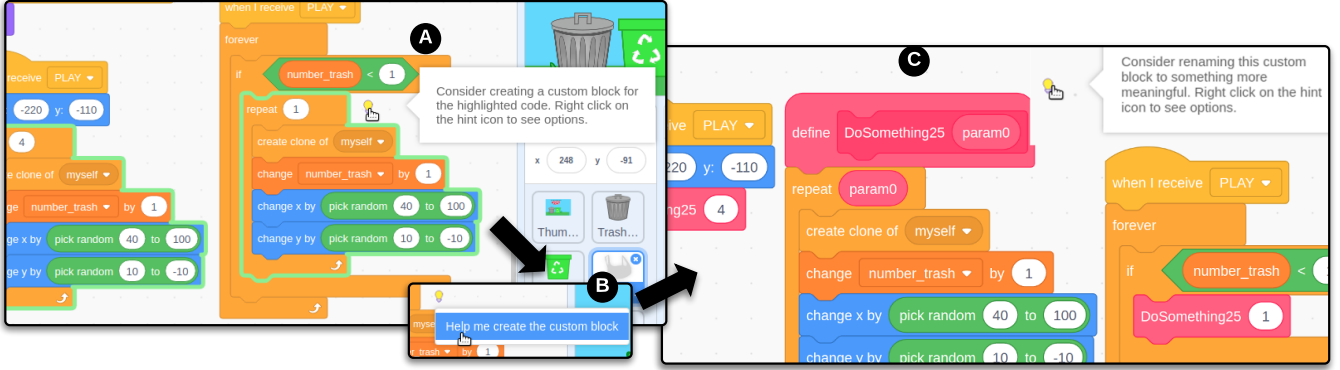 when I receive PLAY
forever
A
if number_trash < 1
repeat 1
Consider creating a custom block for
the highlighted code. Right click on
the hint icon to see options.
create clone of myself
change number_trash by 1
change x by pick random 40 to 100
change y by pick random 10 to -10
receive PLAY
-220 y: -110
4
e clone of myself
ge number_trash by 1
ge x by pick random 40 to 100
ge y by pick random 10 to -10
x 248 y -91
Thum... Trash...
B
myse
Help me create the custom block
r_trash by 1
C
Consider renaming this custom
block to something more
meaningful. Right click on the hint
icon to see options.
ive PLAY
220 y: -110
ng25 4
define DoSomething25 param0
repeat param0
create clone of myself
change number_trash by 1
change x by pick random 40 to 100
change y by pick random 10 to -10
when I receive PLAY
forever
if number_trash <
DoSomething25 1